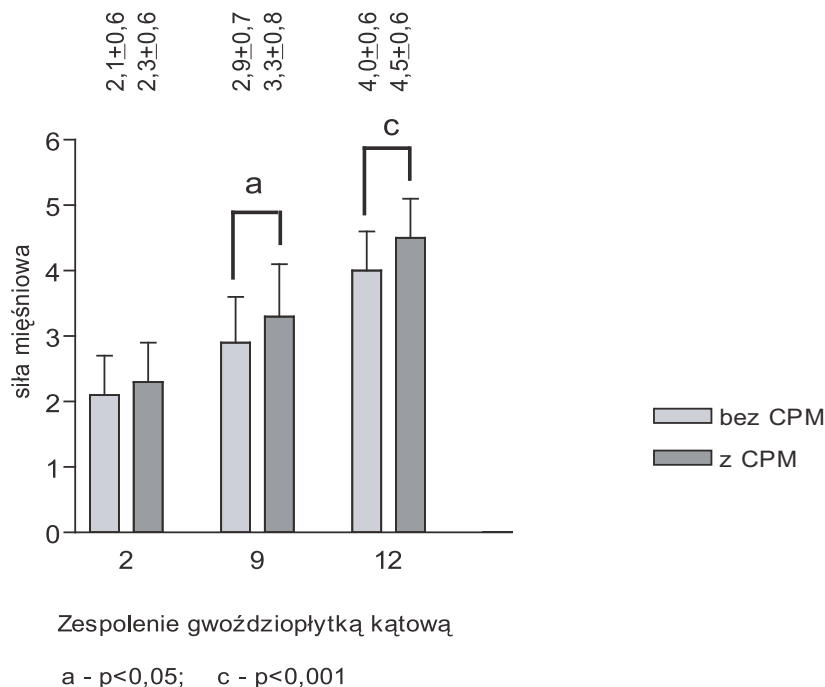 2,1±0,6
2,3±0,6
2,9±0,7
3,3±0,8
4,0±0,6
4,5±0,6
6
5
4
3
2
1
0
siła mięśniowa
a
c
2 9 12
bez CPM
z CPM
Zespolenie gwoździopłytką kątową
a - p<0,05; c - p<0,001